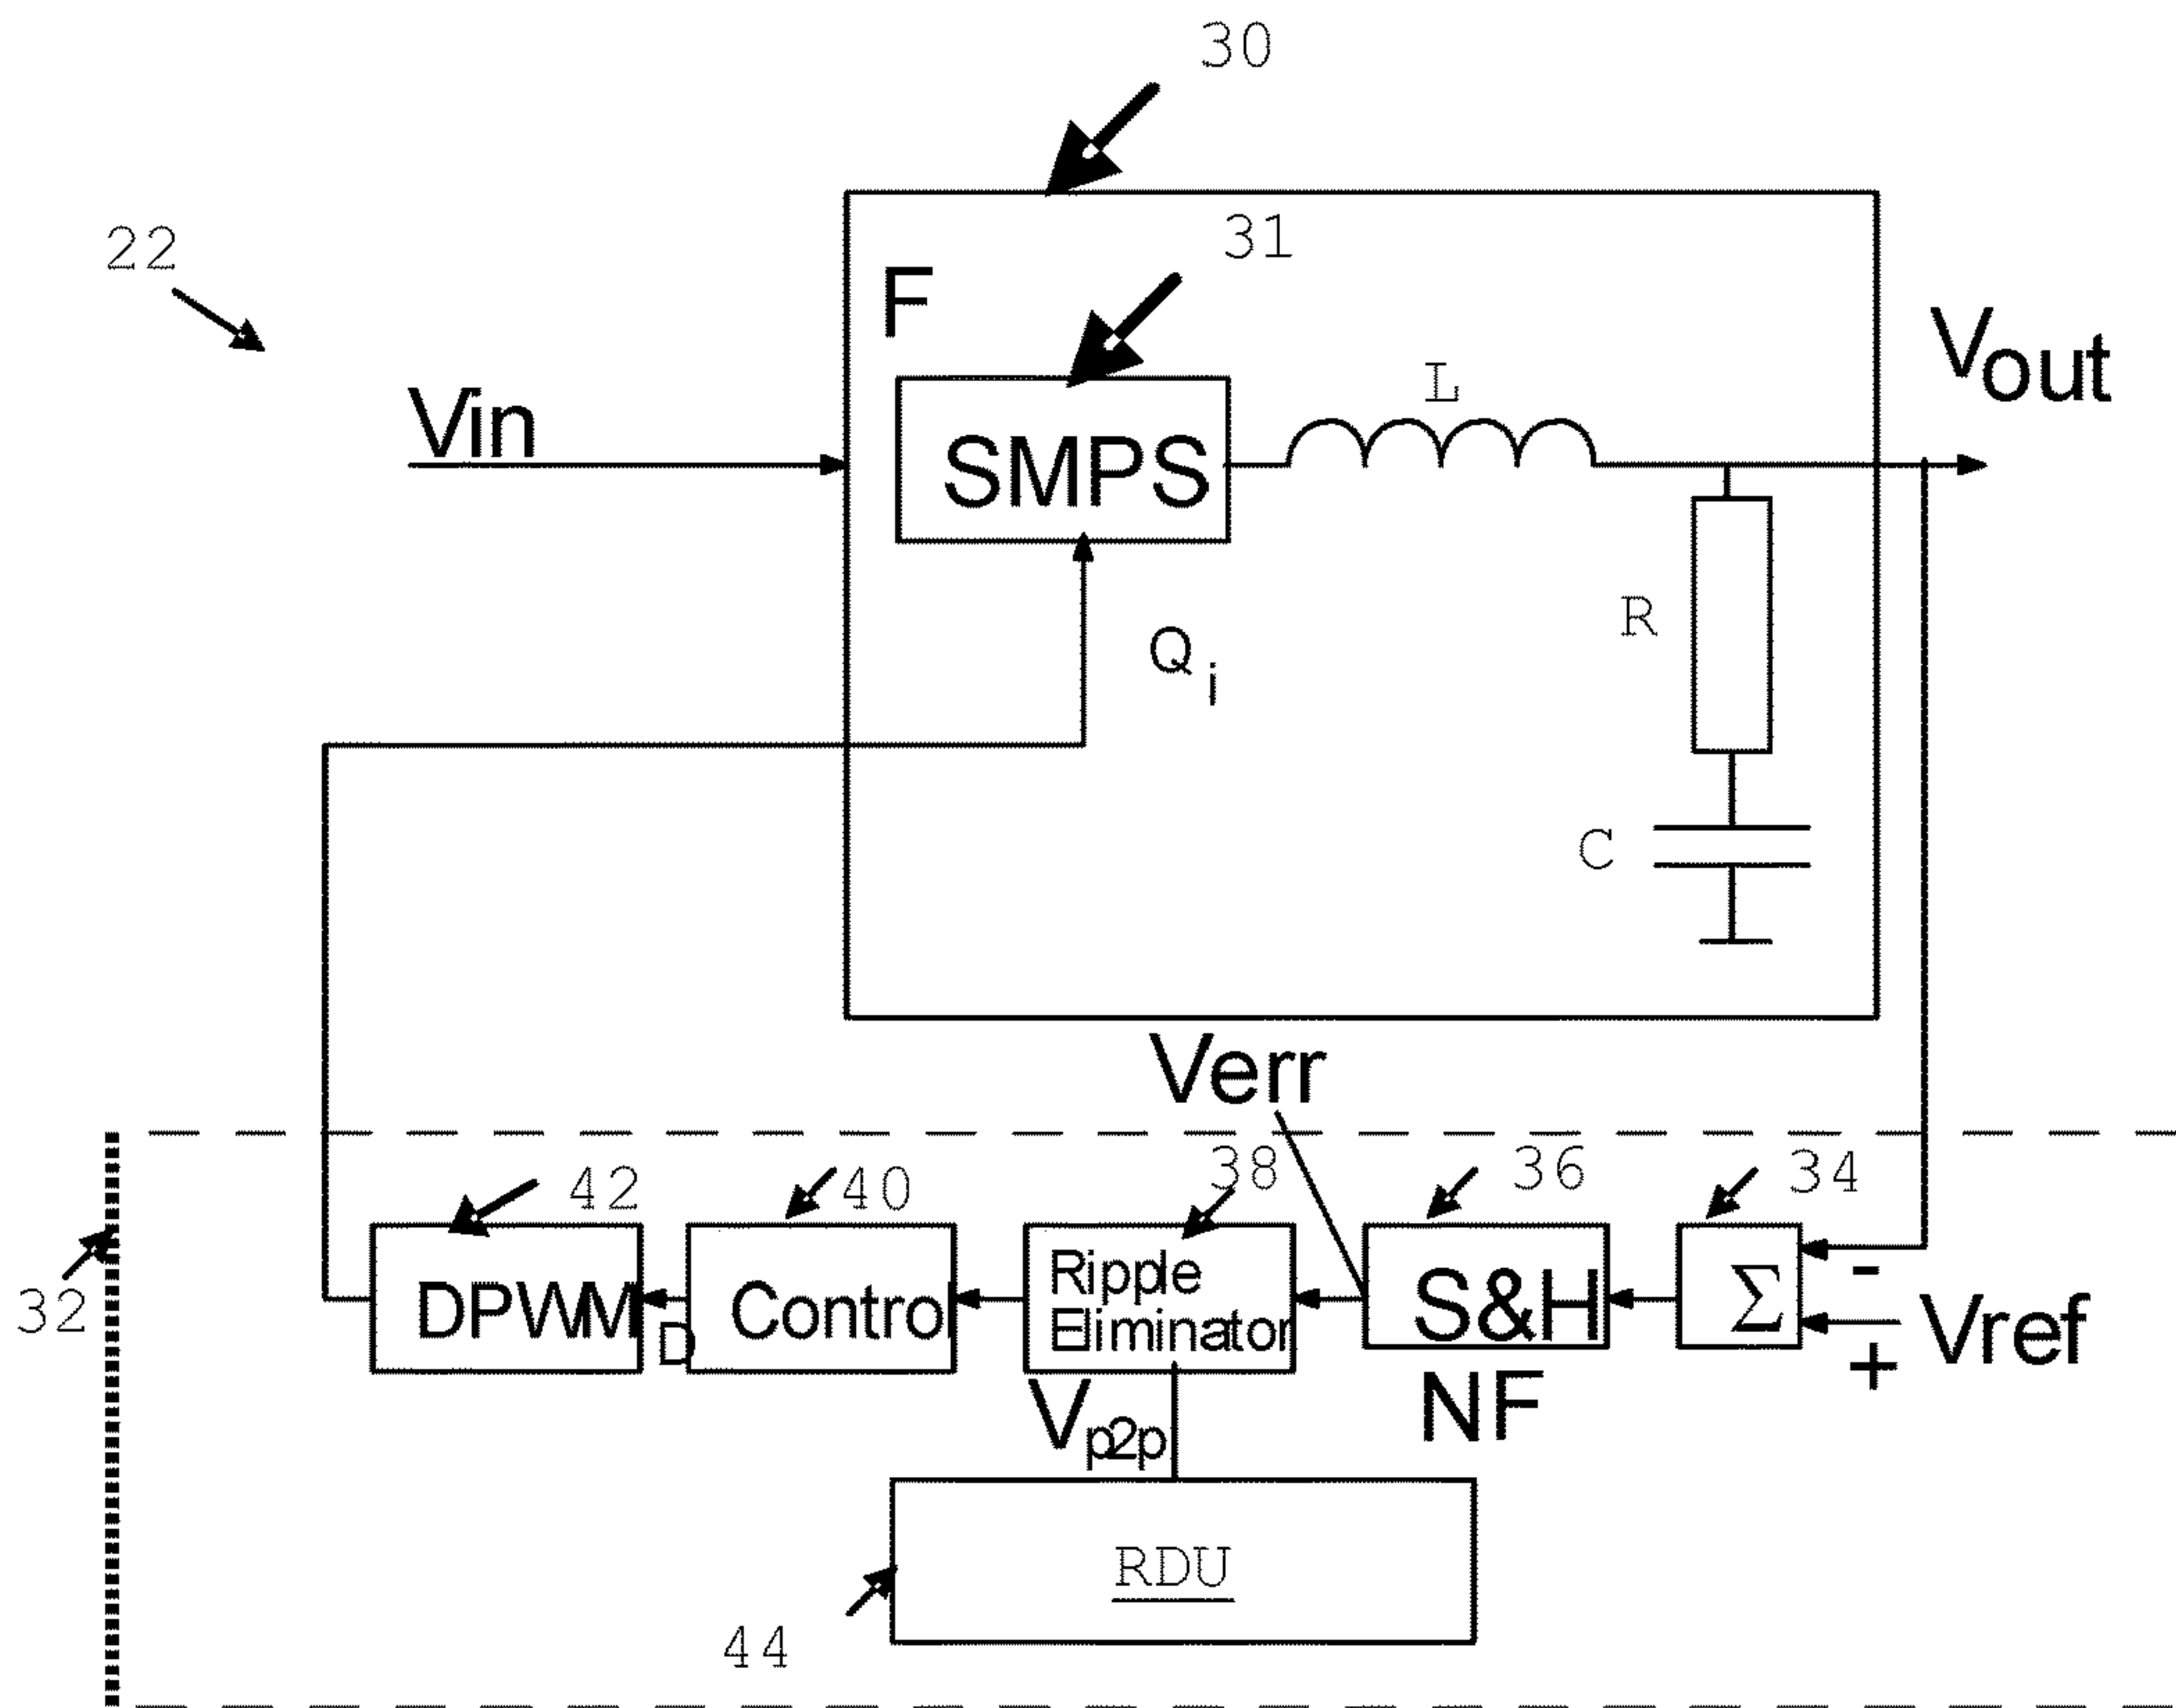 30
22
31
F
Vin
SMPS
L
Vout
Qi
R
C
Verr
32
42
40
38
36
34
DPWM
D
Control
Ripple
Eliminator
S&H
Σ
-
+
Vref
NF
Vp2p
RDU
44